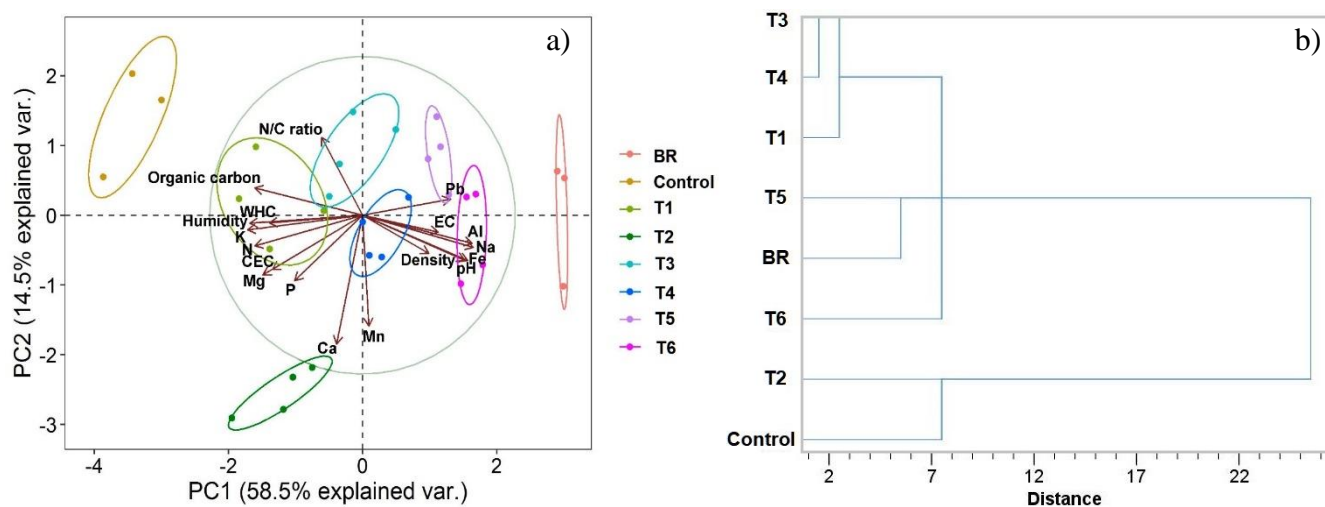 a)
PC2 (14.5% explained var.)
2
1
0
-1
-2
-3
N/C ratio
Organic carbon
WHC
Humidity
K
N
CEC
Mg
P
Ca
Mn
Pb
EC
Al
Na
Fe
Density
pH
-4
-2
0
2
PC1 (58.5% explained var.)
BR
Control
T1
T2
T3
T4
T5
T6
b)
T3
T4
T1
T5
BR
T6
T2
Control
2
7
12
17
22
Distance